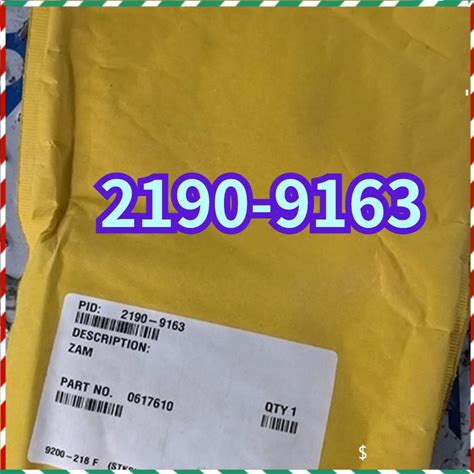 2190-9163
PID: 2190-9163
DESCRIPTION:
ZAM
PART NO. 0617610
QTY 1
9200-218 F
$